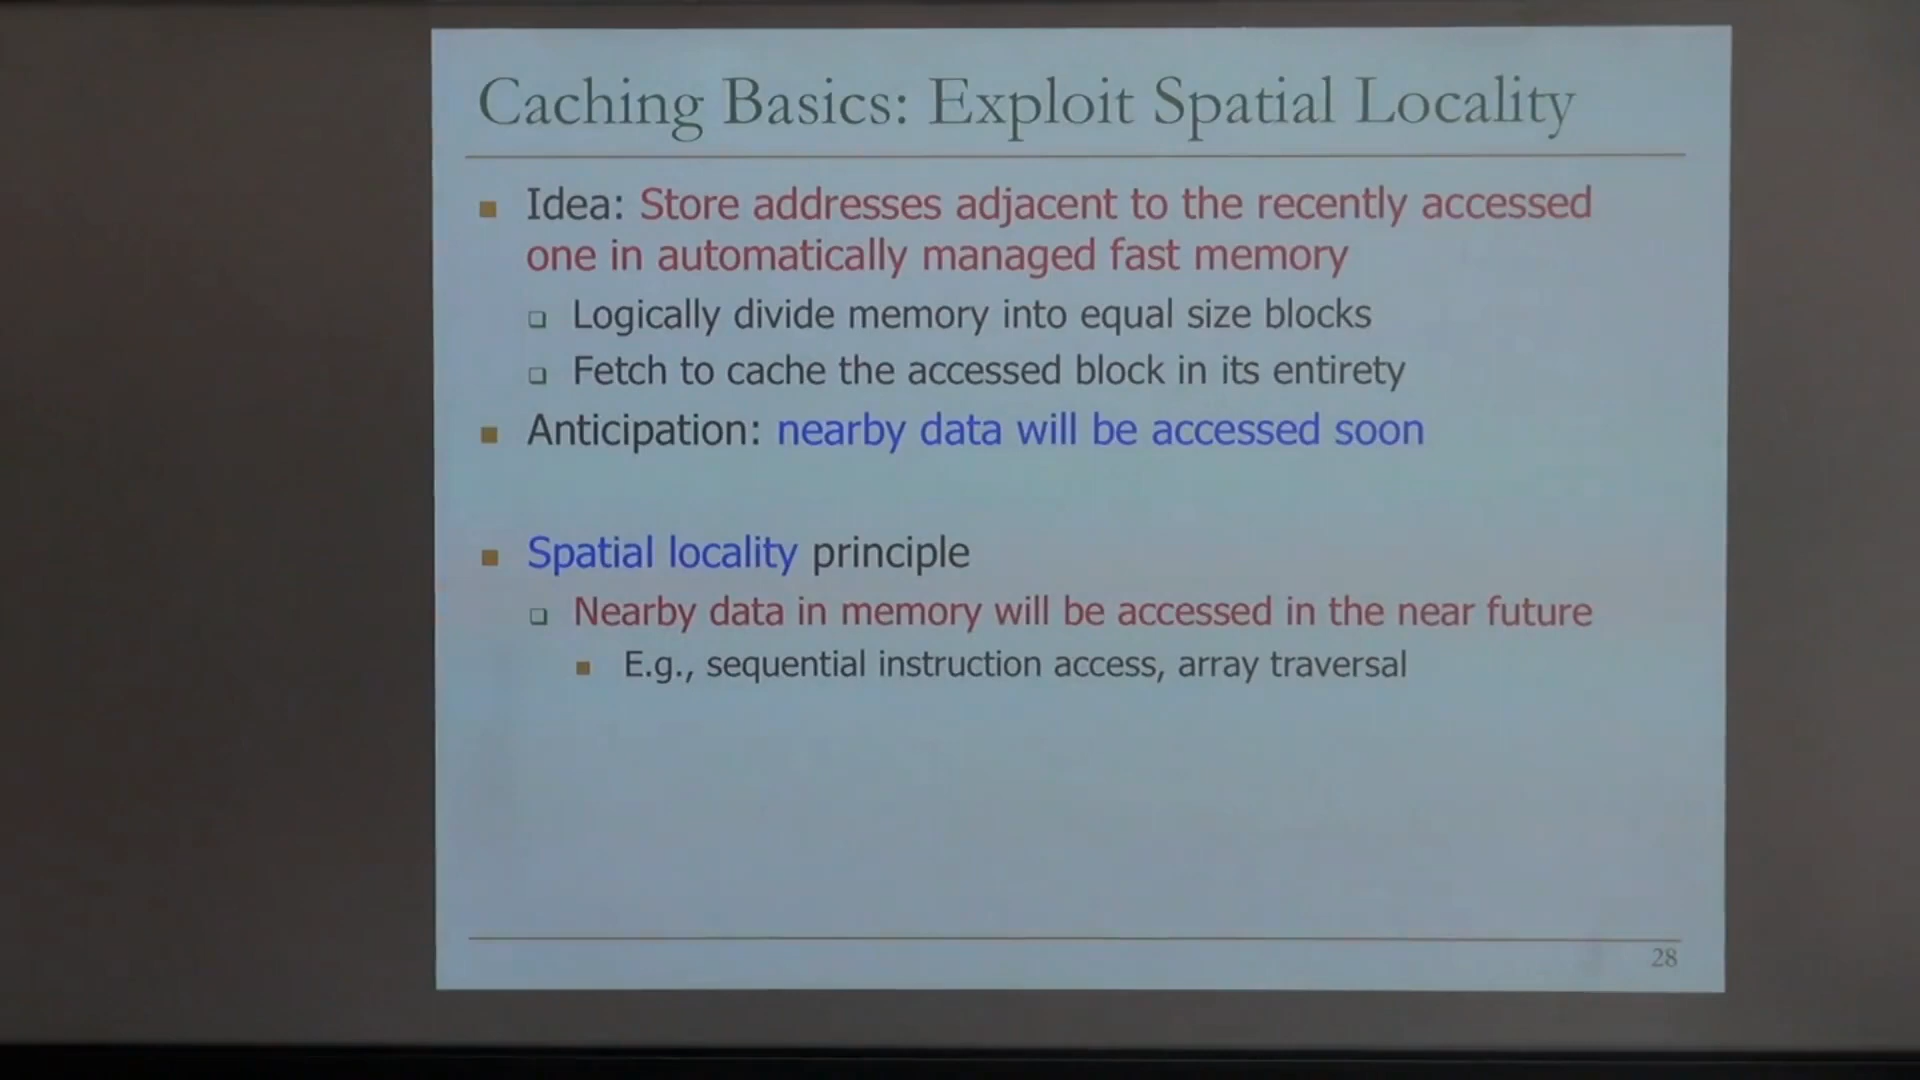 Caching Basics: Exploit Spatial Locality
Idea: Store addresses adjacent to the recently accessed
one in automatically managed fast memory
Logically divide memory into equal size blocks
Fetch to cache the accessed block in its entirety
Anticipation: nearby data will be accessed soon
Spatial locality principle
Nearby data in memory will be accessed in the near future
E.g., sequential instruction access, array traversal
28